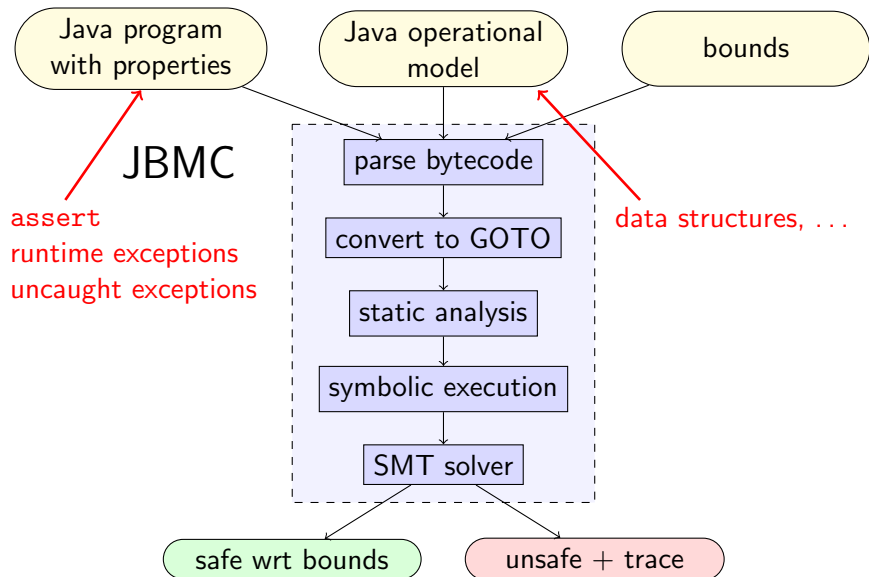 Java program
with properties
Java operational
model
bounds
JBMC
parse bytecode
assert
runtime exceptions
uncaught exceptions
data structures, ...
convert to GOTO
static analysis
symbolic execution
SMT solver
safe wrt bounds
unsafe + trace